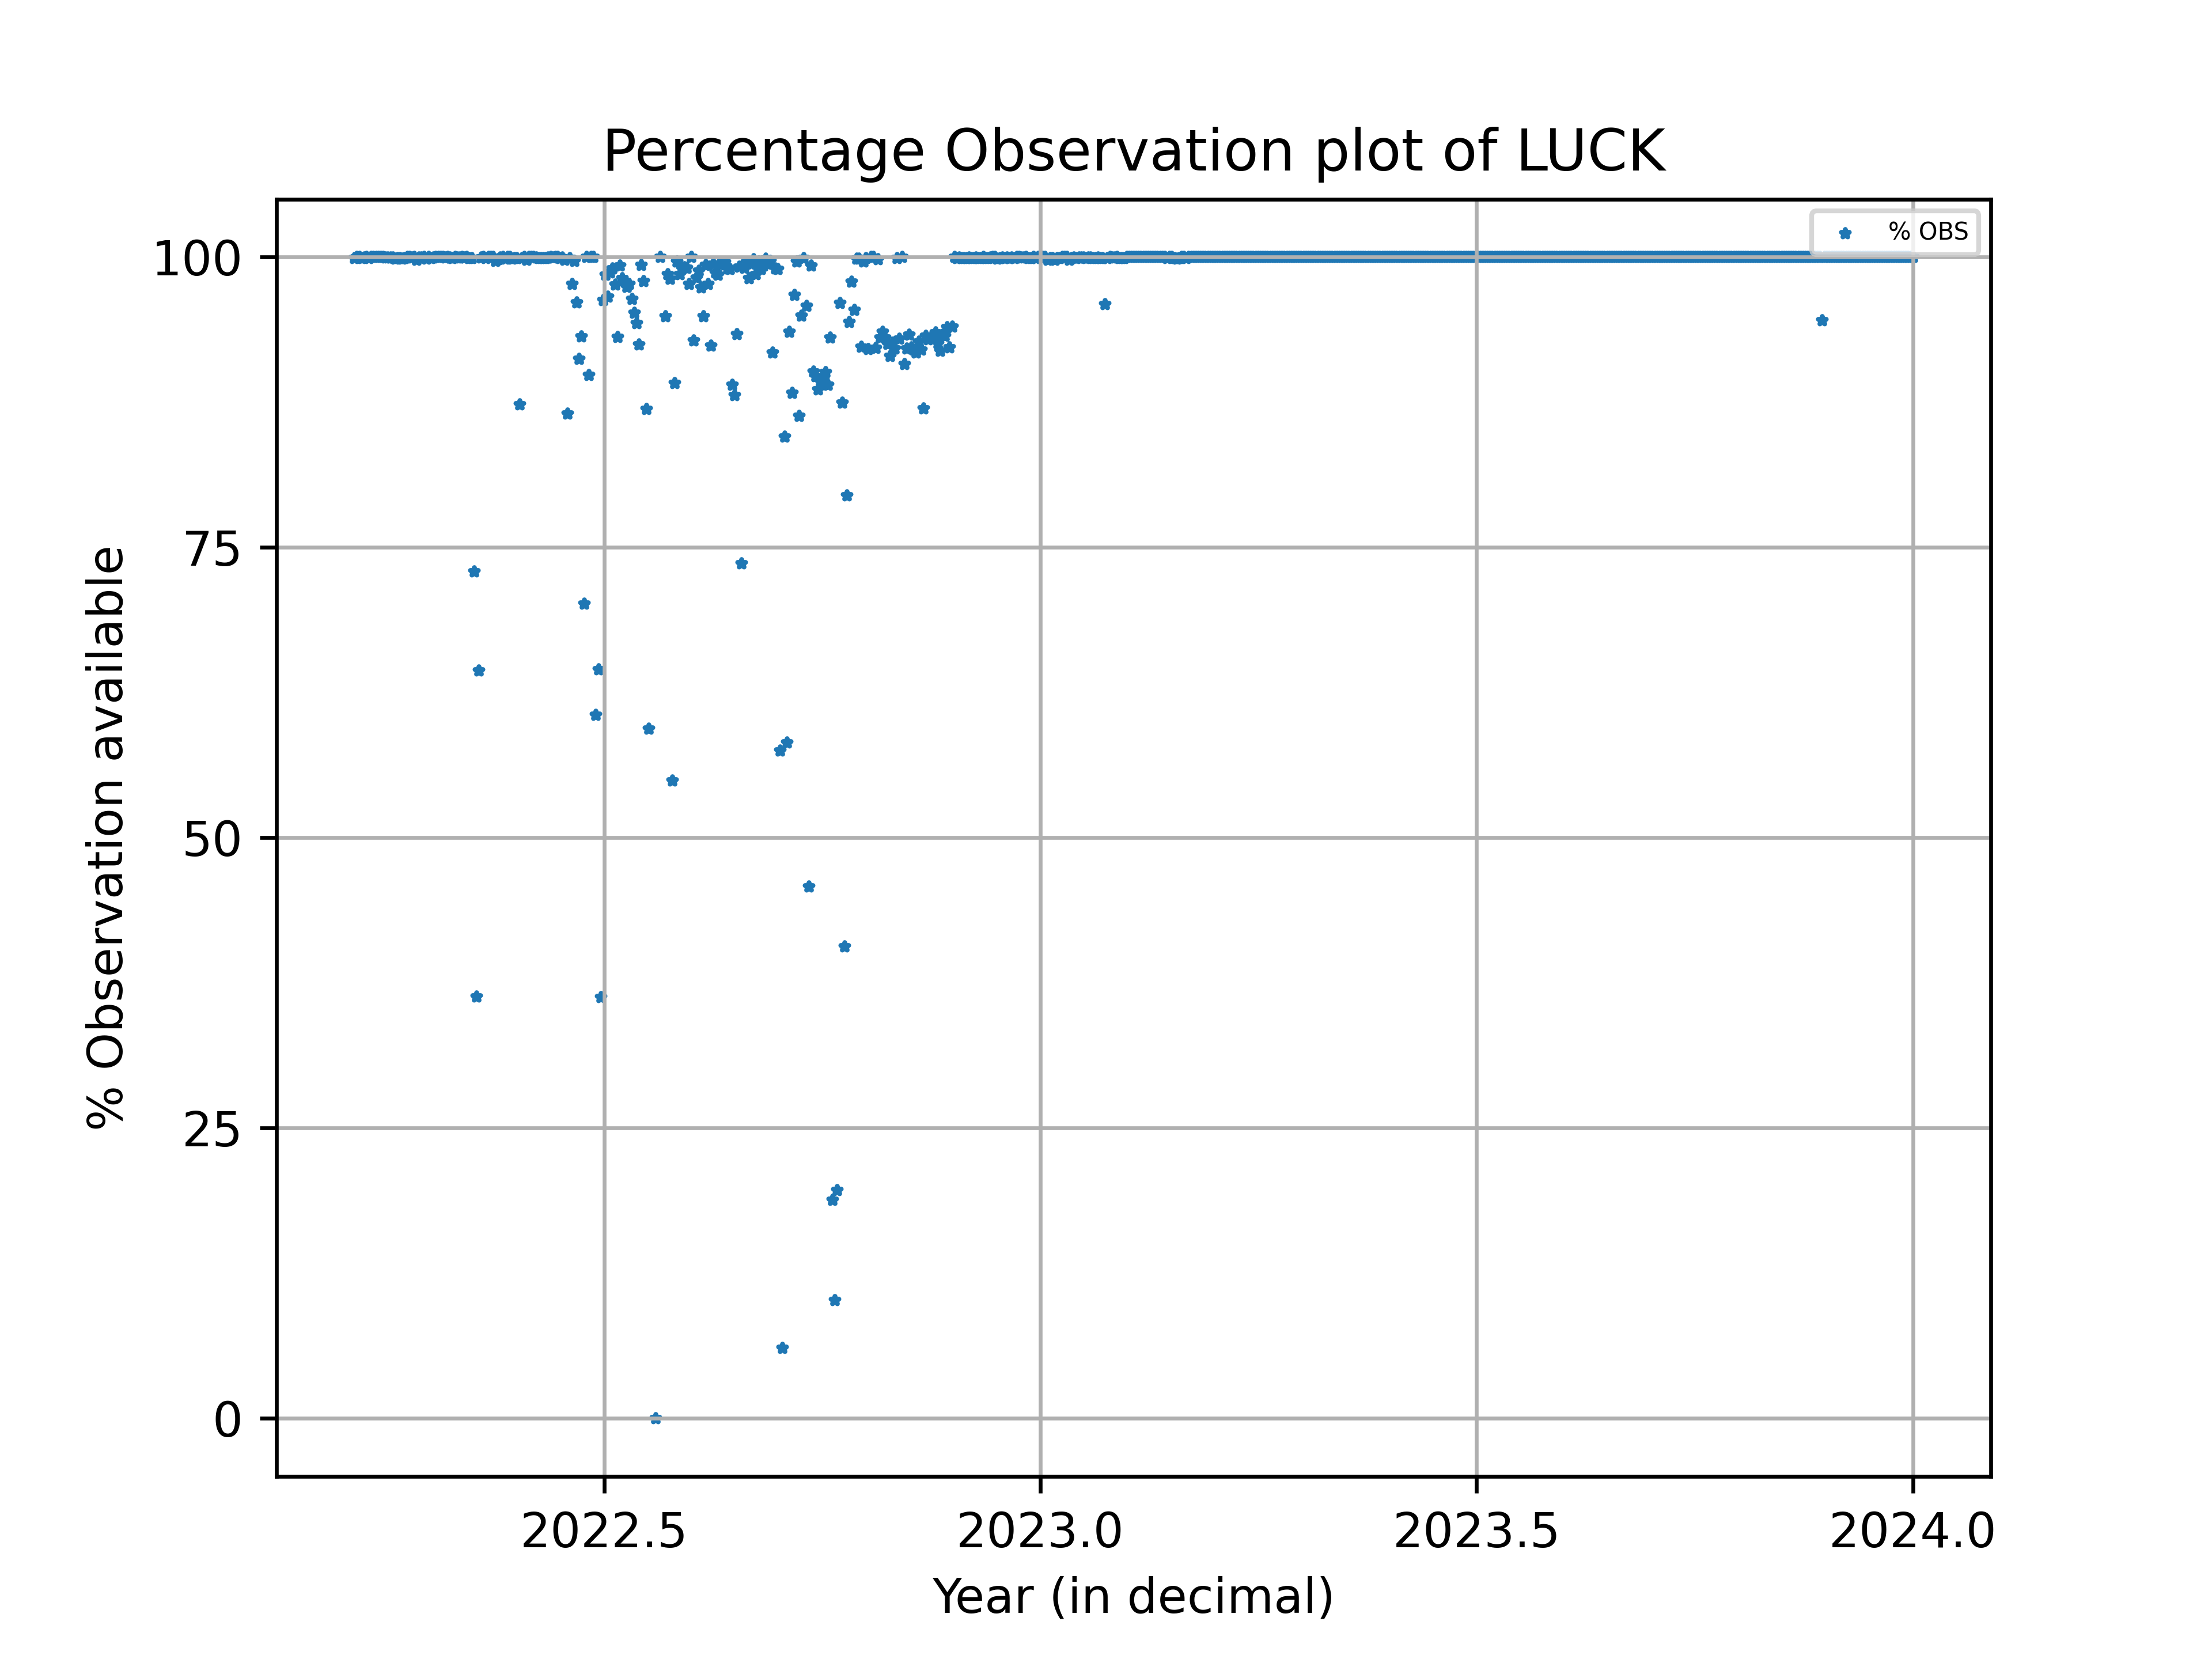 Percentage Observation plot of LUCK
% OBS
100
75
50
25
0
% Observation available
2022.5 2023.0 2023.5 2024.0
Year (in decimal)